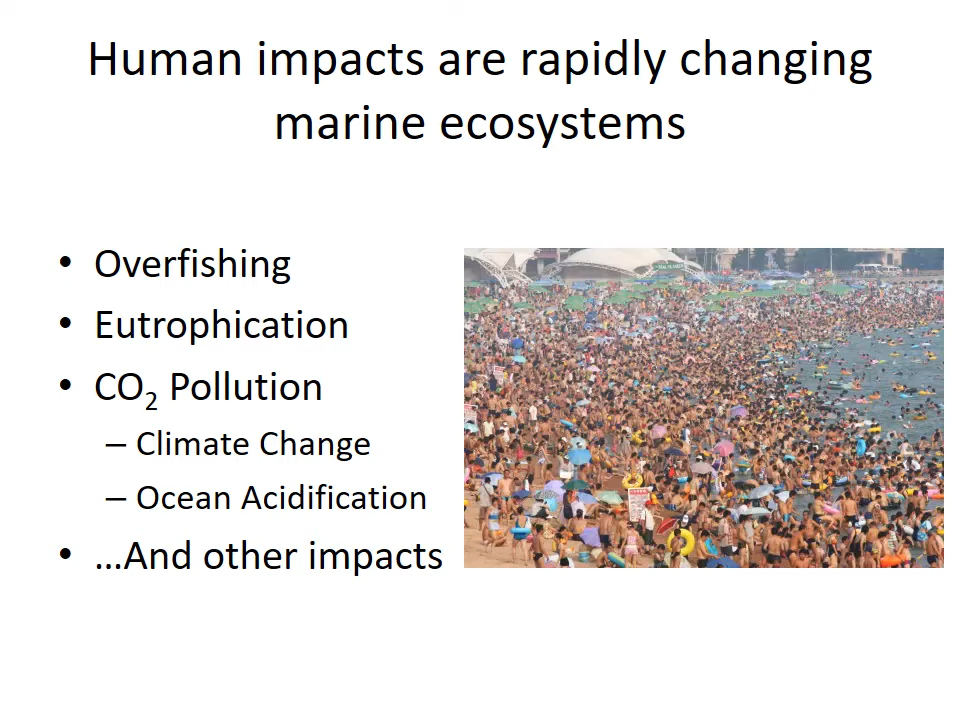 Human impacts are rapidly changing
marine ecosystems
• Overfishing
• Eutrophication
• CO₂ Pollution
– Climate Change
– Ocean Acidification
• …And other impacts